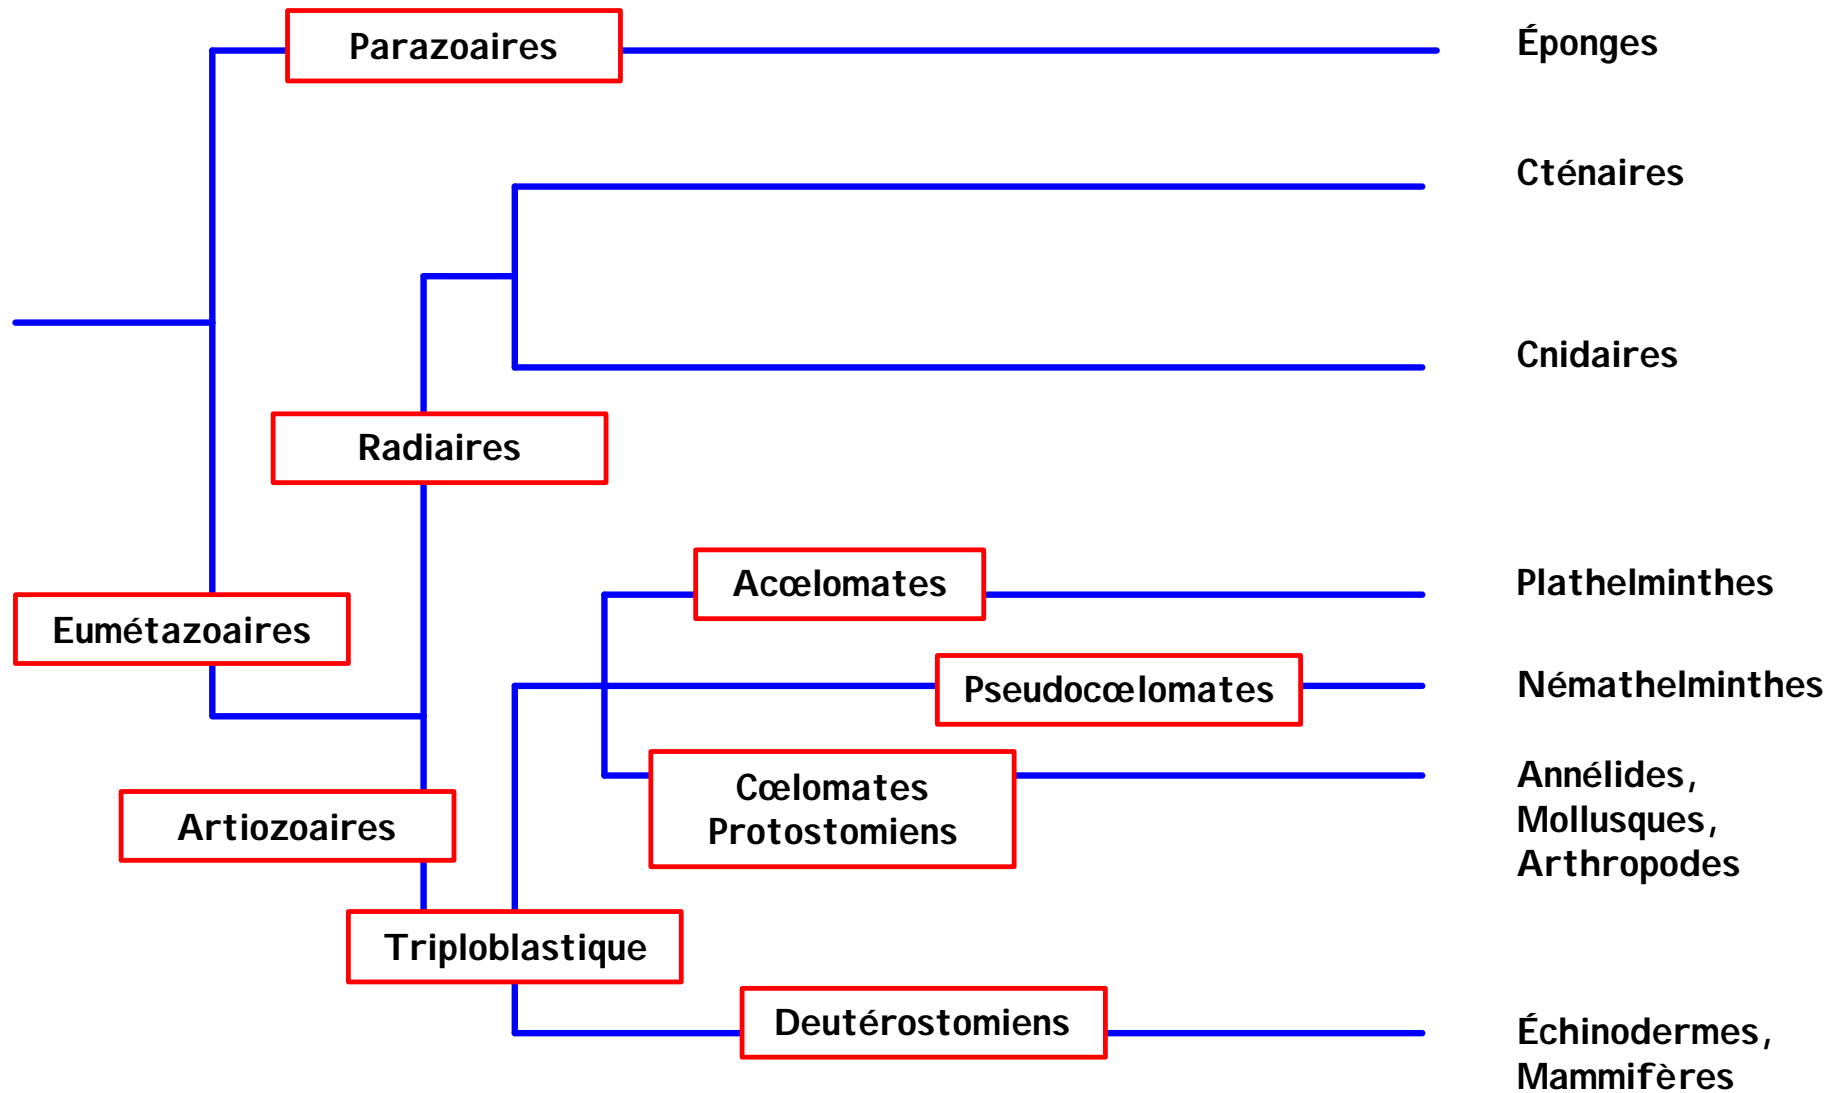 Parazoaires
Éponges
Cténaires
Cnidaires
Radiaires
Acœlomates
Plathelminthes
Eumétazoaires
Pseudocœlomates
Némathelminthes
Cœlomates
Protostomiens
Annélides,
Mollusques,
Arthropodes
Artiozoaires
Triploblastique
Deutérostomiens
Échinodermes,
Mammifères